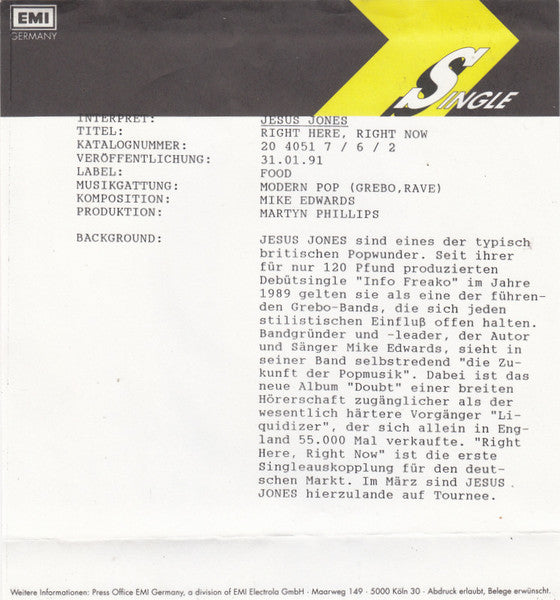 EMI
GERMANY
SINGLE
INTERPRET: JESUS JONES
TITEL: RIGHT HERE, RIGHT NOW
KATALOGNUMMER: 20 4051 7 / 6 / 2
VERÖFFENTLICHUNG: 31.01.91
LABEL: FOOD
MUSIKGATTUNG: MODERN POP (GREBO,RAVE)
KOMPOSITION: MIKE EDWARDS
PRODUKTION: MARTYN PHILLIPS
BACKGROUND: JESUS JONES sind eines der typisch
britischen Popwunder. Seit ihrer
für nur 120 Pfund produzierten
Debütsingle "Info Freako" im Jahre
1989 gelten sie als eine der führen-
den Grebo-Bands, die sich jeden
stilistischen Einfluß offen halten.
Bandgründer und -leader, der Autor
und Sänger Mike Edwards, sieht in
seiner Band selbstredend "die Zu-
kunft der Popmusik". Dabei ist das
neue Album "Doubt" einer breiten
Hörerschaft zugänglicher als der
wesentlich härtere Vorgänger "Li-
quidizer", der sich allein in Eng-
land 55.000 Mal verkaufte. "Right
Here, Right Now" ist die erste
Singleauskopplung für den deut-
schen Markt. Im März sind JESUS
JONES hierzulande auf Tournee.
Weitere Informationen: Press Office EMI Germany, a division of EMI Electrola GmbH · Maarweg 149 · 5000 Köln 30 · Abdruck erlaubt, Belege erwünscht.